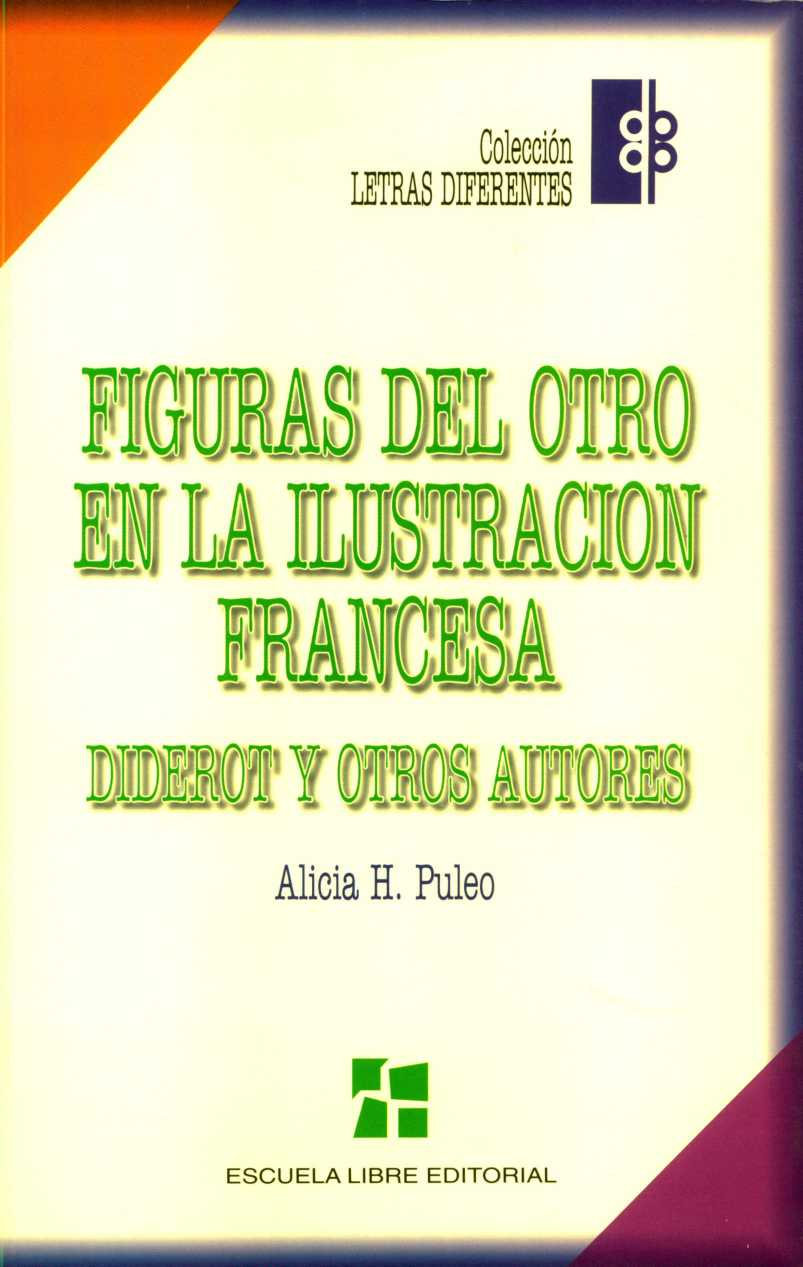 Colección
LETRAS DIFERENTES
FIGURAS DEL OTRO
EN LA ILUSTRACION
FRANCESA
DIDEROT Y OTROS AUTORES
Alicia H. Puleo
ESCUELA LIBRE EDITORIAL